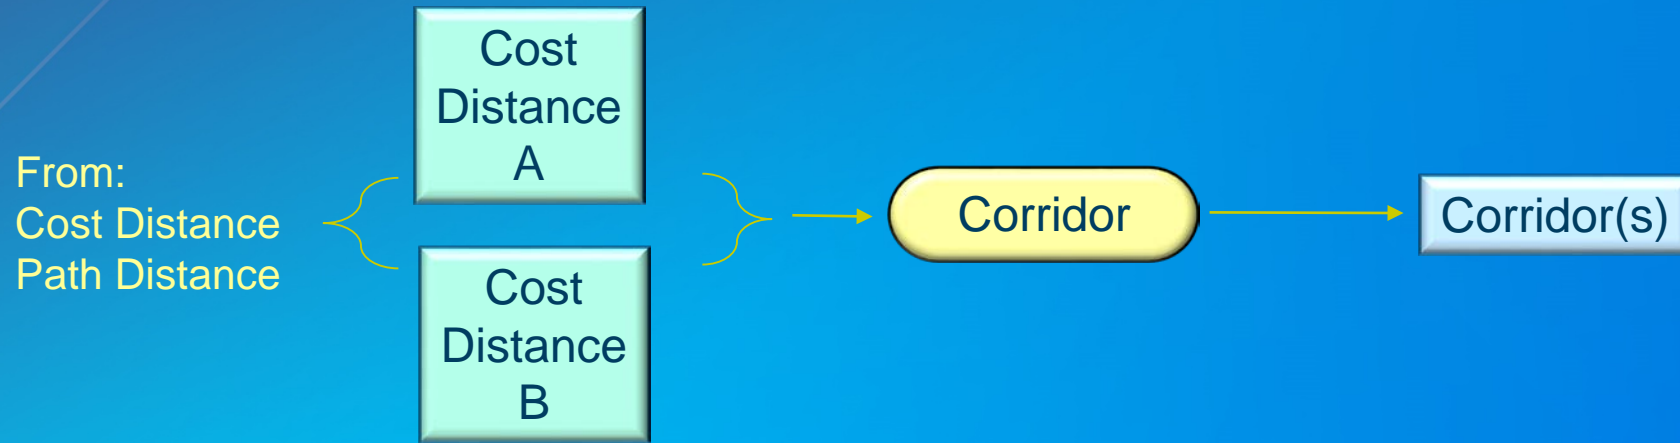 From:
Cost Distance
Path Distance
Cost
Distance
A
Cost
Distance
B
Corridor
Corridor(s)